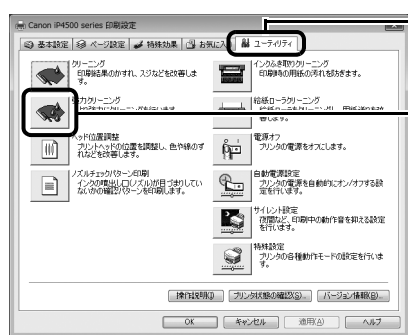 Canon iP4500 series 印刷設定
基本設定 ページ設定 特殊効果 お気に入 ユーティリティ
クリーニング
印刷結果のかすれ、スジなどを改善しま
す。
強力クリーニング
ヘッド位置調整
プリントヘッドの位置を調整し、色や線のず
れなどを改善します。
ノズルチェックパターン印刷
インクの噴出し口(ノズル)が目づまりしてい
ないかの確認パターンを印刷します。
インクふき取りクリーニング
印刷時の用紙の汚れを防ぎます。
給紙ローラクリーニング
電源オフ
プリンタの電源をオフにします。
自動電源設定
プリンタの電源を自動的にオン/オフする設
定を行います。
サイレント設定
夜間など、印刷中の動作音を抑える設定
を行います。
特殊設定
プリンタの各種動作モードの設定を行いま
す。
操作説明(I) プリンタ状態の確認(S)... バージョン情報(B)...
OK キャンセル 適用(A) ヘルプ